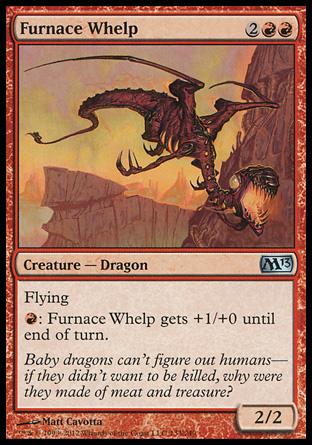 Furnace Whelp 2
Creature — Dragon M13
Flying
: Furnace Whelp gets +1/+0 until
end of turn.
Baby dragons can't figure out humans—
if they didn't want to be killed, why were
they made of meat and treasure?
Matt Cavotta
2/2